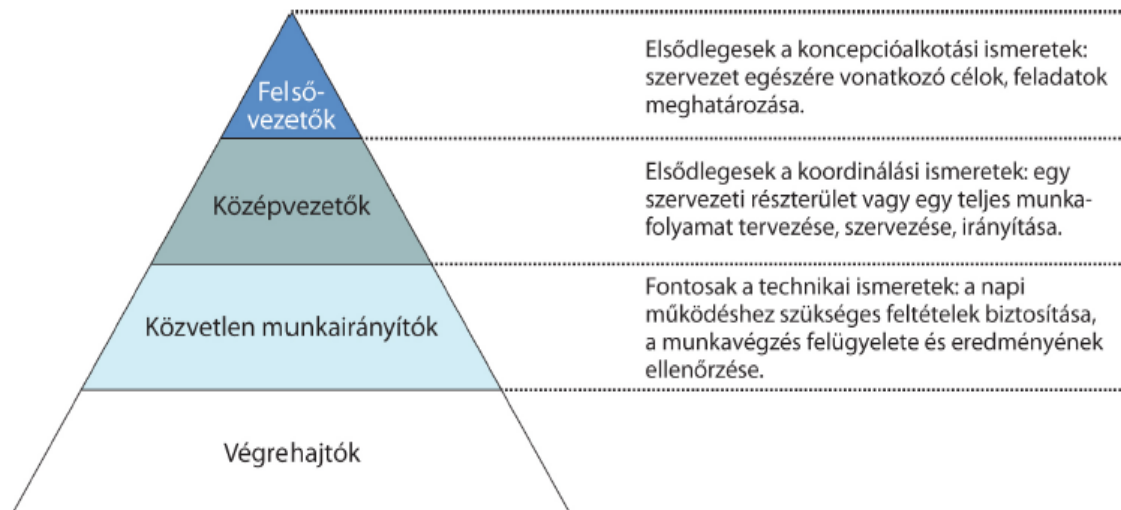 Felső-
vezetők
Elsődlegesek a koncepcióalkotási ismeretek:
szervezet egészére vonatkozó célok, feladatok
meghatározása.
Középvezetők
Elsődlegesek a koordinálási ismeretek: egy
szervezeti részterület vagy egy teljes munka-
folyamat tervezése, szervezése, irányítása.
Közvetlen munkairányítók
Fontosak a technikai ismeretek: a napi
működéshez szükséges feltételek biztosítása,
a munkavégzés felügyelete és eredményének
ellenőrzése.
Végrehajtók